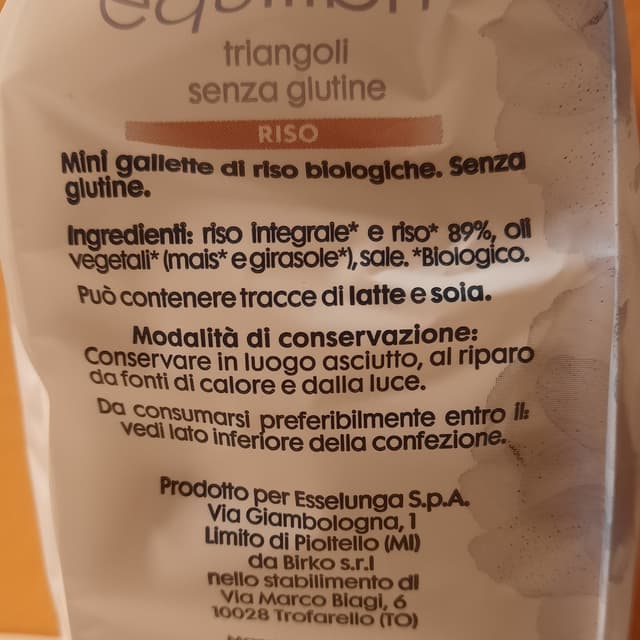 triangoli
senza glutine
RISO
Mini gallette di riso biologiche. Senza
glutine.
Ingredienti: riso integrale* e riso* 89%, oli
vegetali* (mais* e girasole*), sale. *Biologico.
Può contenere tracce di latte e soia.
Modalità di conservazione:
Conservare in luogo asciutto, al riparo
da fonti di calore e dalla luce.
Da consumarsi preferibilmente entro il:
vedi lato inferiore della confezione.
Prodotto per Esselunga S.p.A.
Via Giambologna, 1
Limito di Pioltello (MI)
da Birko s.r.l
nello stabilimento di
Via Marco Biagi, 6
10028 Trofarello (TO)